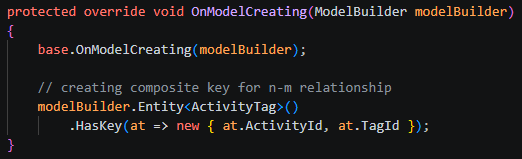 protected override void OnModelCreating(ModelBuilder modelBuilder)
{
    base.OnModelCreating(modelBuilder);

    // creating composite key for n-m relationship
    modelBuilder.Entity<ActivityTag>()
        .HasKey(at => new { at.ActivityId, at.TagId });
}